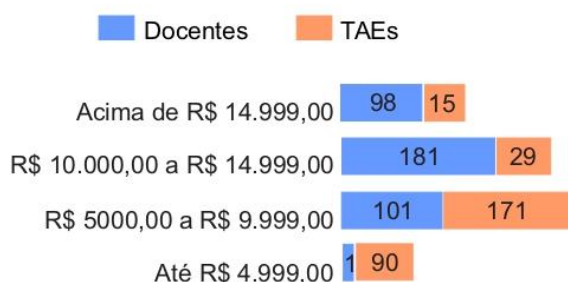 Docentes TAEs
Acima de R$ 14.999,00 98 15
R$ 10.000,00 a R$ 14.999,00 181 29
R$ 5000,00 a R$ 9.999,00 101 171
Até R$ 4.999.00 1 90